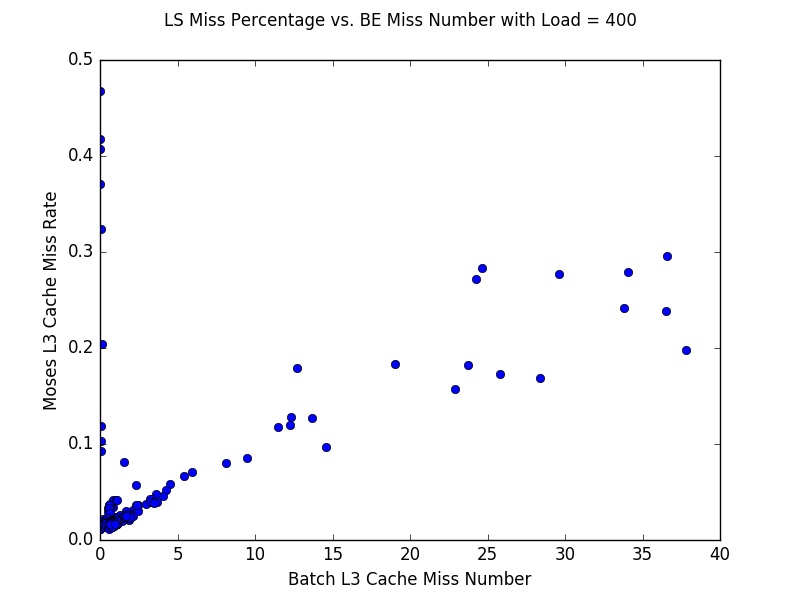 LS Miss Percentage vs. BE Miss Number with Load = 400
0.5
0.4
0.3
0.2
0.1
0.0
Moses L3 Cache Miss Rate
0 5 10 15 20 25 30 35 40
Batch L3 Cache Miss Number